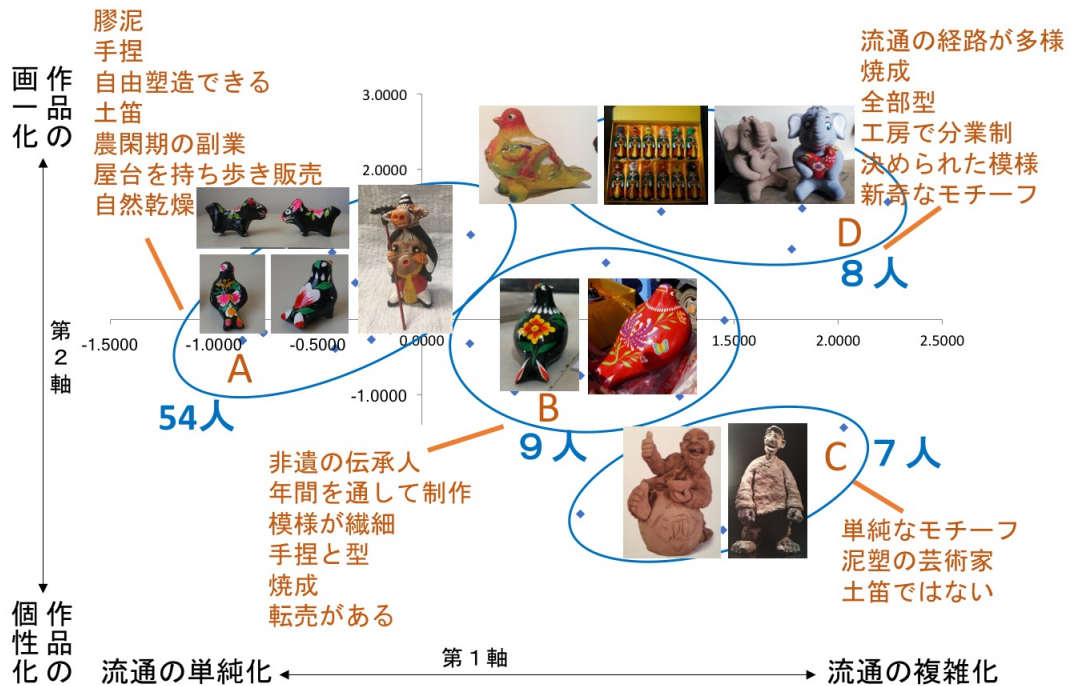 膠泥
手捏
自由塑造できる
土笛
農閑期の副業
屋台を持ち歩き販売
自然乾燥
流通の経路が多様
焼成
全部型
工房で分業制
決められた模様
新奇なモチーフ
作品の
画一化
3.0000
2.0000
D
8人
第2軸
-1.5000
-1.0000
-0.5000
0.0000
1.5000
2.0000
2.5000
-1.0000
A
54人
B
9人
C
7人
非遺の伝承人
年間を通して制作
模様が繊細
手捏と型
焼成
転売がある
単純なモチーフ
泥塑の芸術家
土笛ではない
作品の
個性化
第1軸
流通の単純化
流通の複雑化